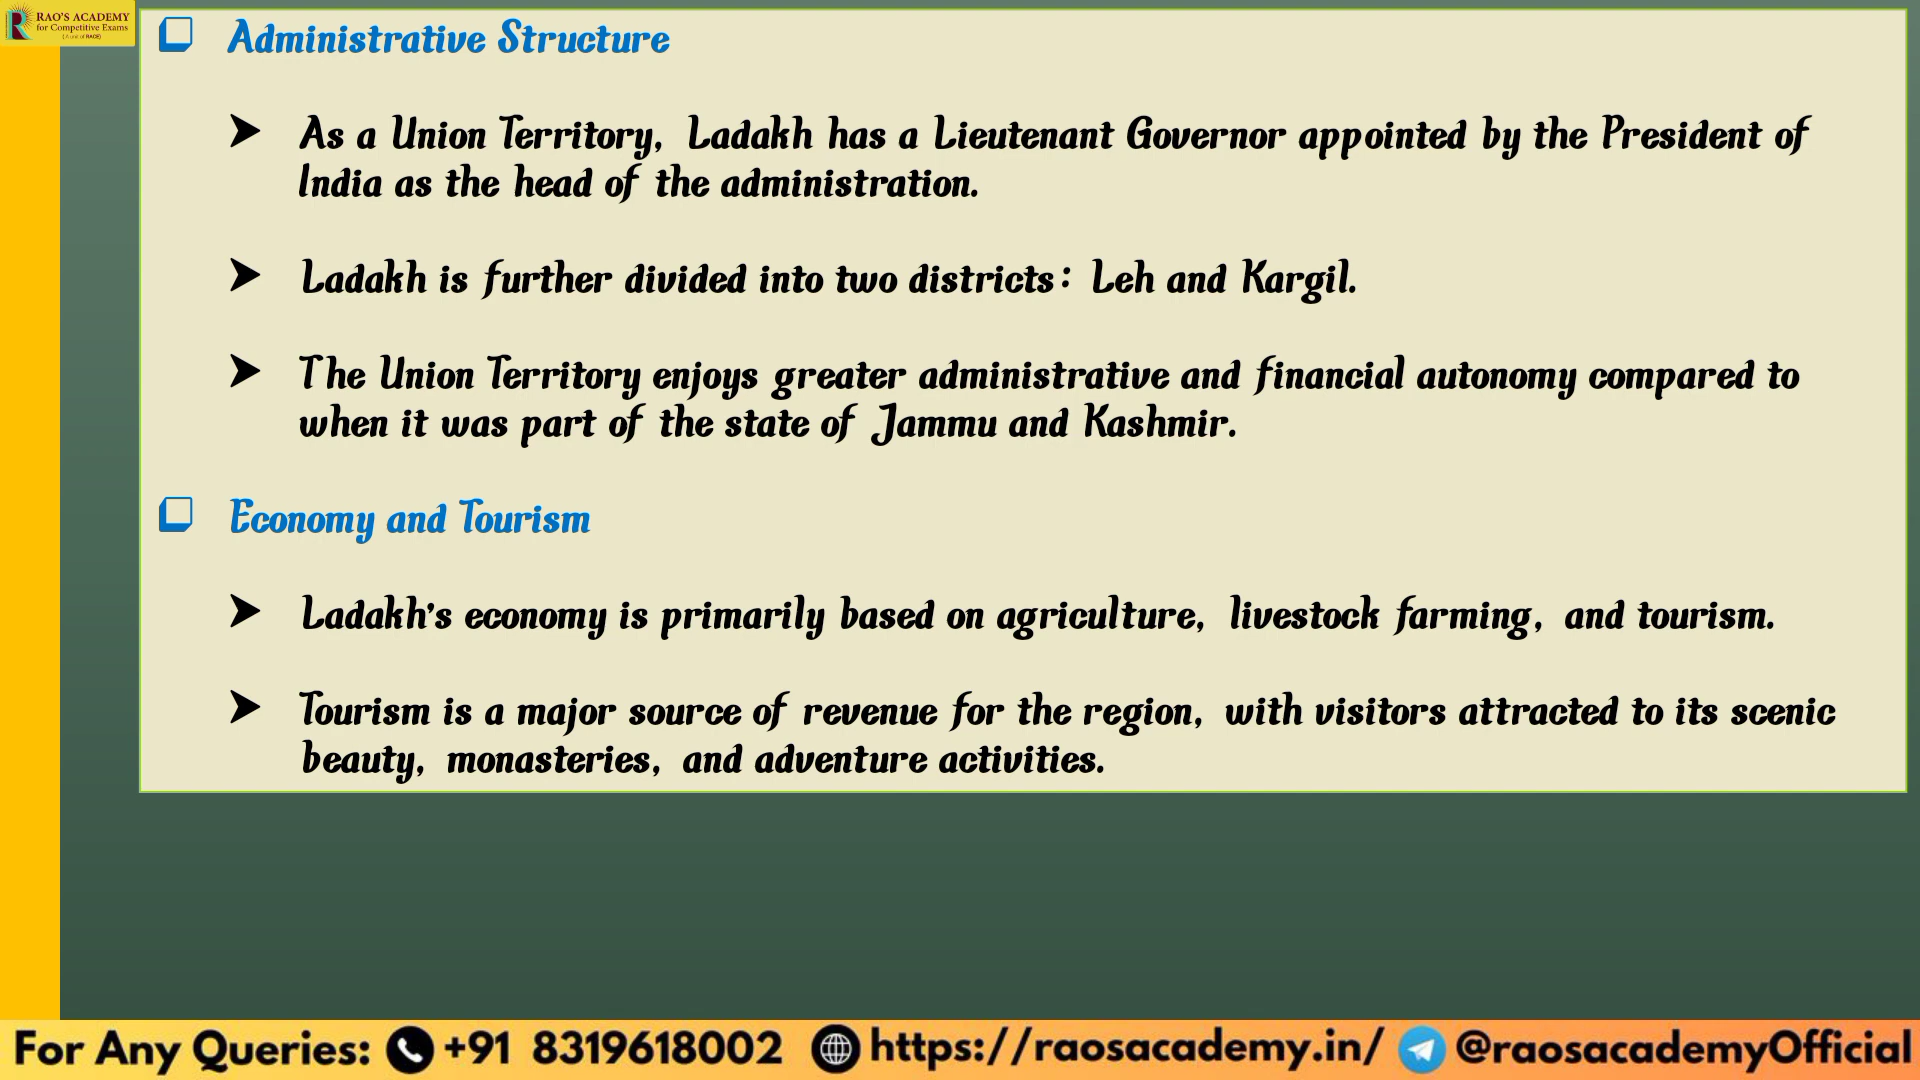 RAO'S ACADEMY
for Competitive Exams
(A unit of RACE)
Administrative Structure
As a Union Territory, Ladakh has a Lieutenant Governor appointed by the President of
India as the head of the administration.
Ladakh is further divided into two districts: Leh and Kargil.
The Union Territory enjoys greater administrative and financial autonomy compared to
when it was part of the state of Jammu and Kashmir.
Economy and Tourism
Ladakh's economy is primarily based on agriculture, livestock farming, and tourism.
Tourism is a major source of revenue for the region, with visitors attracted to its scenic
beauty, monasteries, and adventure activities.
For Any Queries: +91 8319618002 https://raosacademy.in/ @raosacademyOfficial